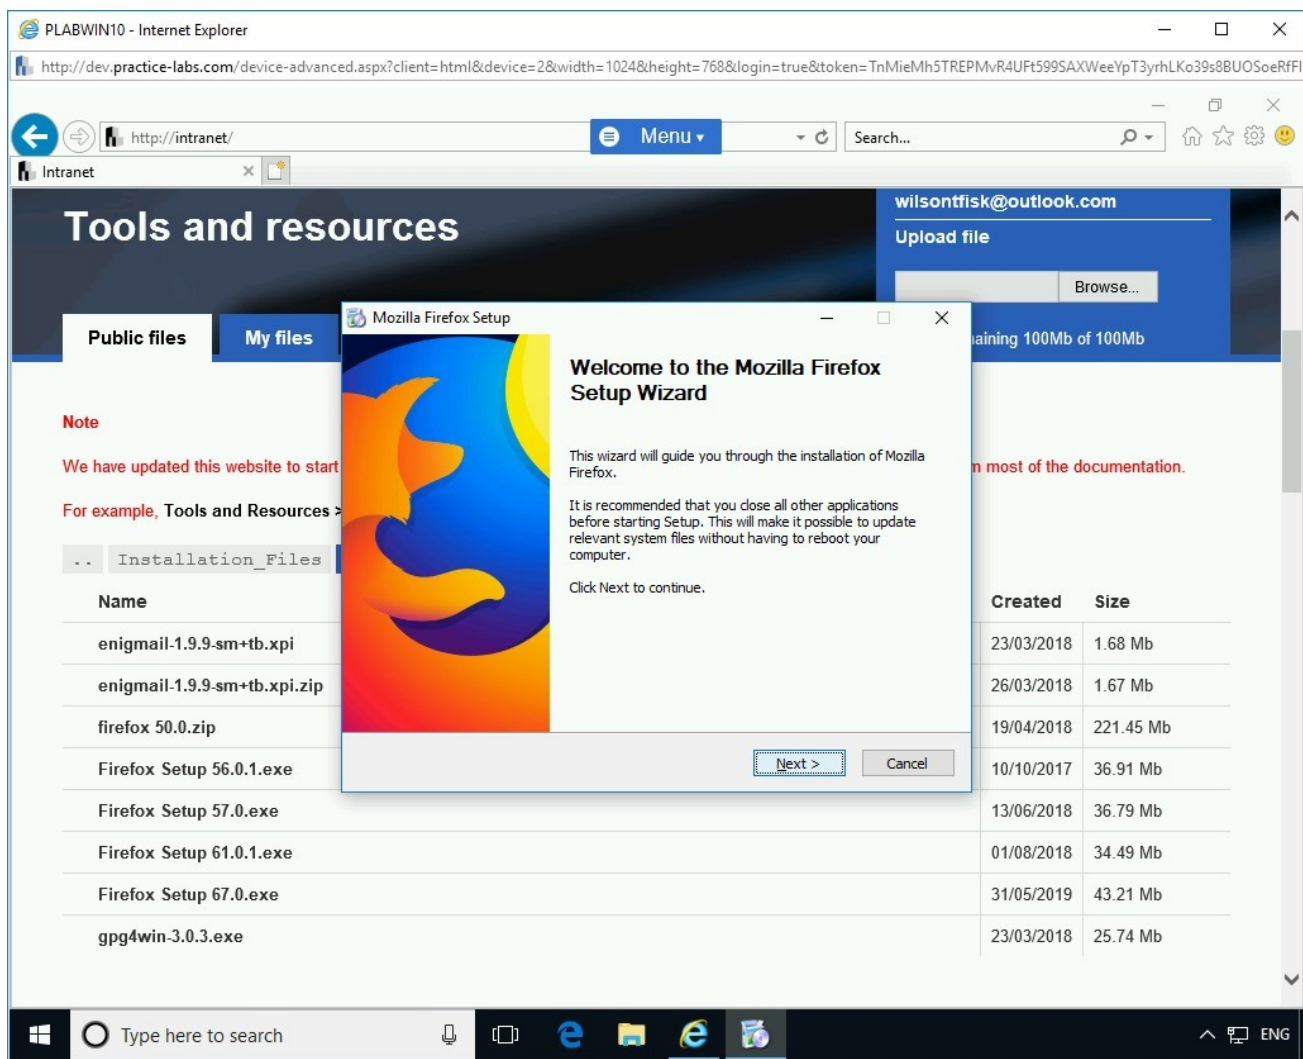 PLABWIN10 - Internet Explorer
http://dev.practice-labs.com/device-advanced.aspx?client=html&device=2&width=1024&height=768&login=true&token=TnMieMh5TREPMvR4UFt599SAXWeeYpT3yrhLKo39s8BUOSoeRfFI
http://intranet/
Menu
Search...
Intranet
Tools and resources
wilsontfisk@outlook.com
Upload file
Browse...
aining 100Mb of 100Mb
Public files
My files
Mozilla Firefox Setup
Welcome to the Mozilla Firefox
Setup Wizard
This wizard will guide you through the installation of Mozilla
Firefox.
It is recommended that you close all other applications
before starting Setup. This will make it possible to update
relevant system files without having to reboot your
computer.
Click Next to continue.
Next >
Cancel
Note
We have updated this website to start
most of the documentation.
For example, Tools and Resources >
.. Installation_Files
Name Created Size
enigmail-1.9.9-sm+tb.xpi 23/03/2018 1.68 Mb
enigmail-1.9.9-sm+tb.xpi.zip 26/03/2018 1.67 Mb
firefox 50.0.zip 19/04/2018 221.45 Mb
Firefox Setup 56.0.1.exe 10/10/2017 36.91 Mb
Firefox Setup 57.0.exe 13/06/2018 36.79 Mb
Firefox Setup 61.0.1.exe 01/08/2018 34.49 Mb
Firefox Setup 67.0.exe 31/05/2019 43.21 Mb
gpg4win-3.0.3.exe 23/03/2018 25.74 Mb
Type here to search
ENG